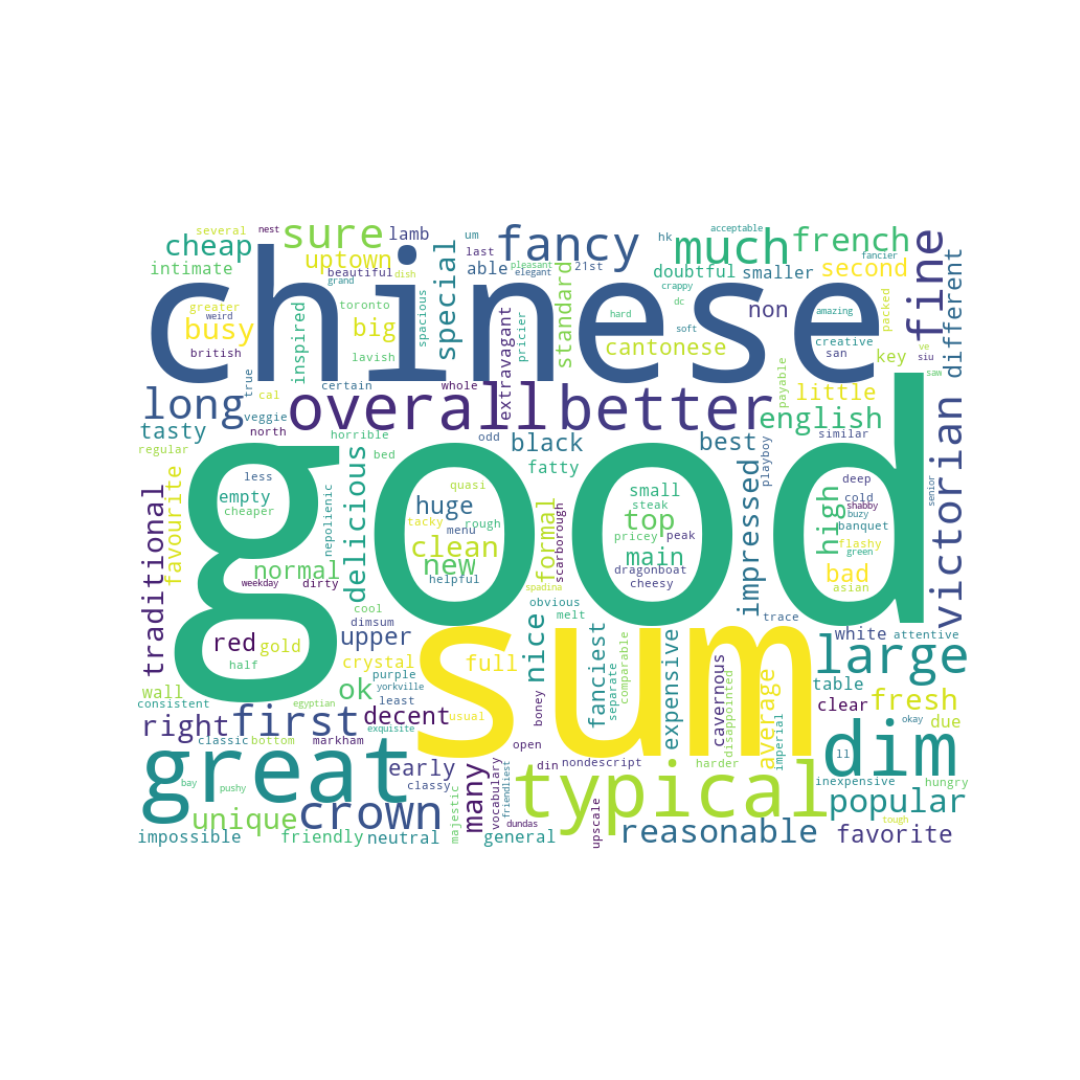 several
nest
sure
lamb
um
fancy
hk
acceptable
much
french
fine
cheap
uptown
last
able
pleasant
elegant
21st
doubtful
smaller
fancier
second
different
intimate
beautiful
dish
grand
special
crappy
dc
chinese
greater
weird
busy
british
inspired
toronto
big
lavish
spacious
extravagant
pricier
standard
hard
soft
cantonese
non
amazing
creative
san
packed
key
ve
siu
saw
long
true
cal
certain
veggie
whole
overall
better
payable
little
english
tasty
north
horrible
odd
black
best
similar
regular
favourite
less
empty
cheaper
bed
delicious
nepolienic
quasi
fatty
good
small
steak
top
pricey
peak
main
dragonboat
cheesy
impressed
playboy
high
deep
cold
shabby
buzy
banquet
flashy
green
bad
asian
senior
victorian
traditional
normal
weekday
dirty
huge
tacky
menu
rough
clean
new
helpful
formal
scarborough
spadina
cool
dimsum
obvious
melt
trace
red
gold
half
upper
crystal
purple
yorkville
least
sum
full
usual
nice
boney
fanciest
separate
comparable
expensive
cavernous
disappointed
average
imperial
white
attentive
large
table
clear
fresh
okay
due
wall
consistent
egyptian
ok
exquisite
right
first
decent
classic
bottom
markham
open
great
early
classy
din
nondescript
harder
dim
ll
inexpensive
hungry
bay
pushy
many
vocabulary
friendliest
typical
popular
unique
crown
majestic
dundas
upscale
reasonable
tough
favorite
impossible
friendly
neutral
general